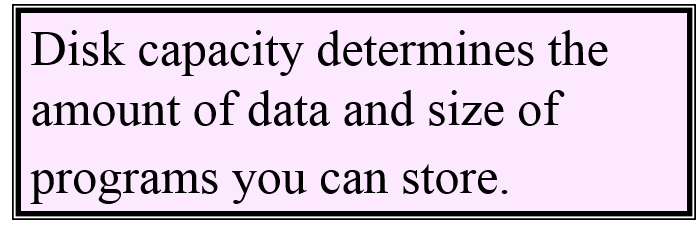 Disk capacity determines the
amount of data and size of
programs you can store.